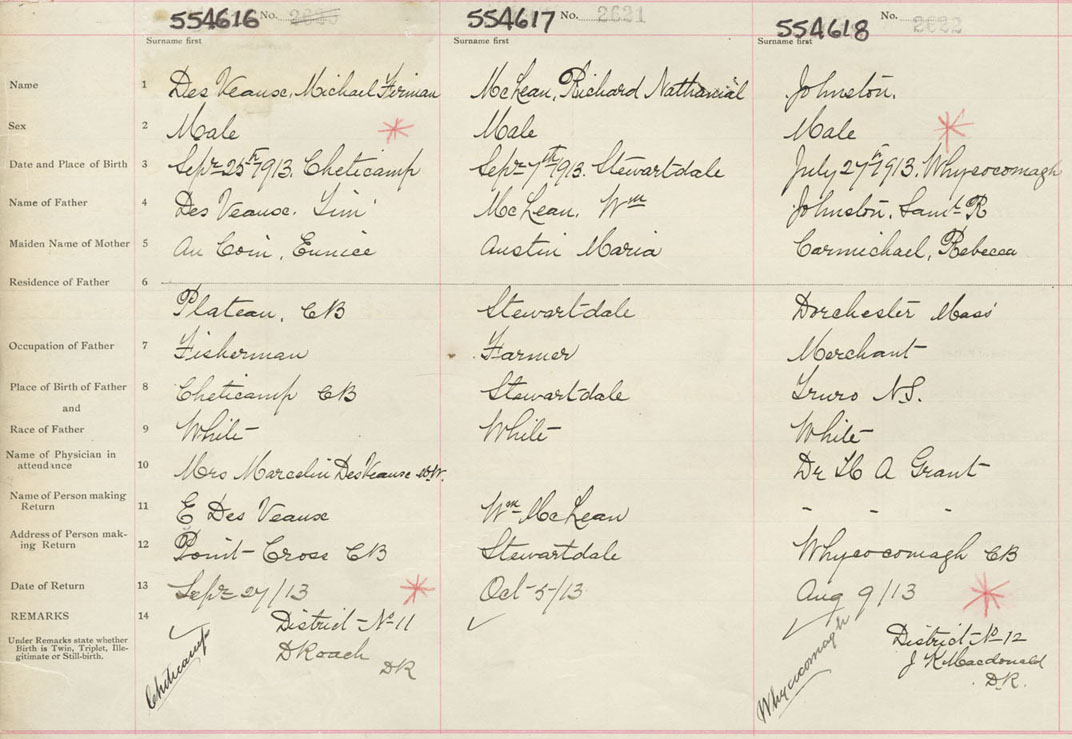 554616 No. 554617 No. 2621 554618 No. 2622
Surname first Surname first Surname first
Name 1 Des Veause, Michael Firman McLean, Richard Nathanial Johnston,
Sex 2 Male Male Male
Date and Place of Birth 3 Sept 25th 1913, Cheticamp Sept 7th 1913. Stewartdale July 27th 1913, Whycocomagh
Name of Father 4 Des Veause, Sim McLean, Wm Johnston, Saml R
Maiden Name of Mother 5 Au Coin, Eunice Austin Maria Carmichael, Rebecca
Residence of Father 6
Plateau, CB Stewartdale Dorchester Mass
Occupation of Father 7 Fisherman Farmer Merchant
Place of Birth of Father 8 Cheticamp CB Stewartdale Truro N.S.
and
Race of Father 9 White White White
Name of Physician in
attendance 10 Mrs Marcelin DesVeause Dr H A Grant
Name of Person making
Return 11 E Des Veause Wm McLean - - -
Address of Person mak-
ing Return 12 Point Cross CB Stewartdale Whycocomagh CB
Date of Return 13 Sept 27/13 Oct 5/13 Aug 9/13
REMARKS 14 District No 11 District No 12
Under Remarks state whether
Birth is Twin, Triplet, Ille-
gitimate or Still-birth.
D Roach J K Macdonald
DR D.R.
Cheticamp Whycocomagh